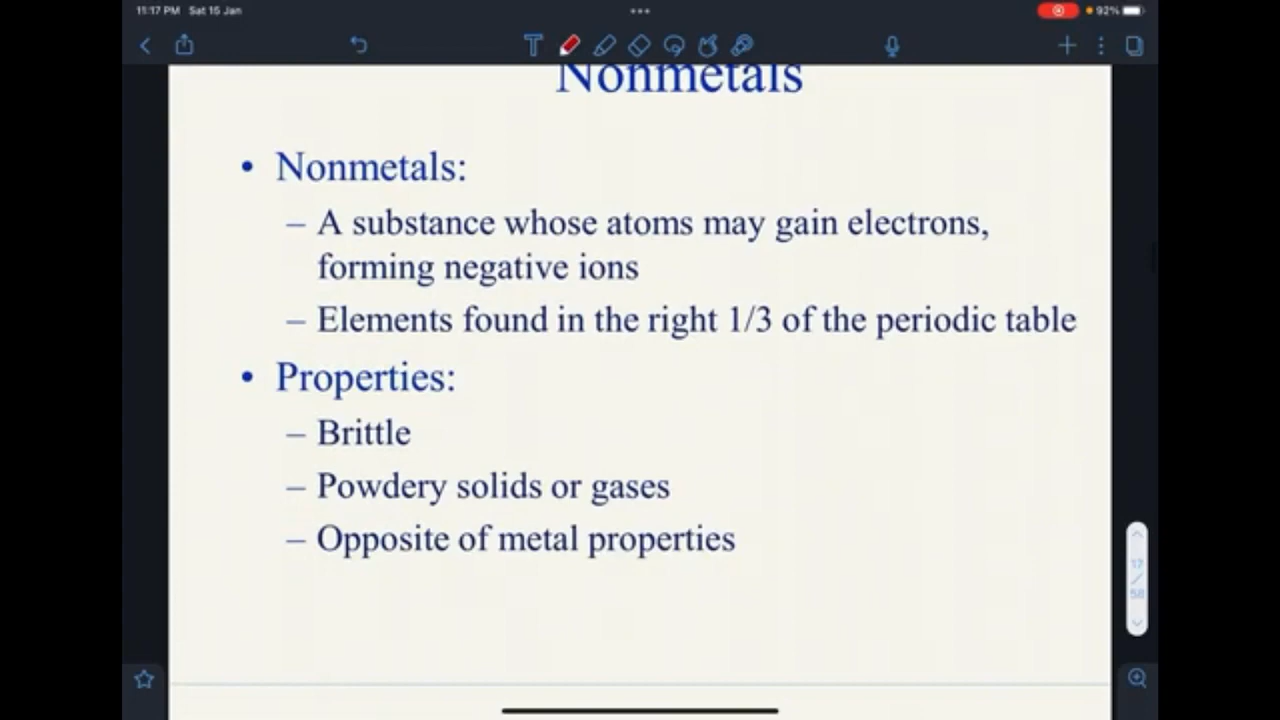 11:17 PM Sat 15 Jan
92%
Nonmetals
• Nonmetals:
– A substance whose atoms may gain electrons,
forming negative ions
– Elements found in the right 1/3 of the periodic table
• Properties:
– Brittle
– Powdery solids or gases
– Opposite of metal properties
17
/
58